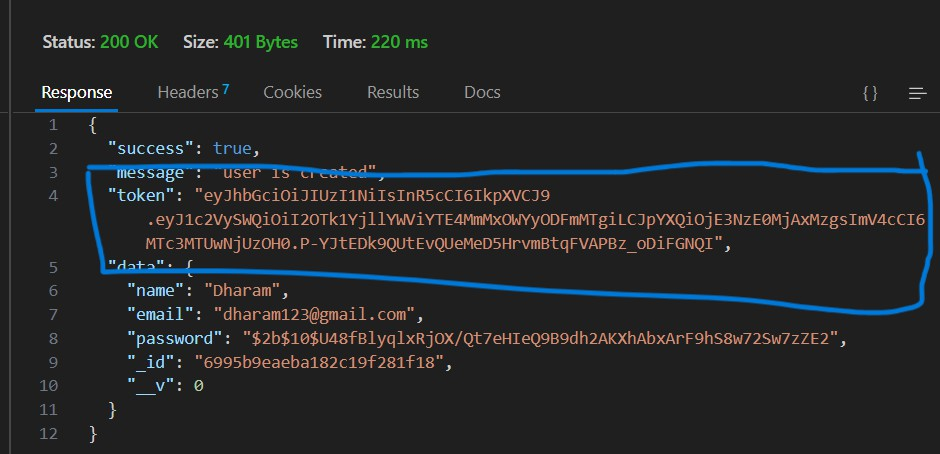 Status: 200 OK Size: 401 Bytes Time: 220 ms
Response Headers 7 Cookies Results Docs {}
1 {
2 "success": true,
3 "message": "user is created",
4 "token": "eyJhbGciOiJIUzI1NiIsInR5cCI6IkpXVCJ9
.eyJ1c2VySWQiOiI2OTk1YjllYWViYTE4MmMxOWYyODFmMTgiLCJpYXQiOjE3NzE0MjAxMzgsImV4cCI6
MTc3MTUwNjUzOH0.P-YJtEDk9QUtEvQUeMeD5HrvmBtqFVAPBz_oDiFGNQI",
5 "data": {
6 "name": "Dharam",
7 "email": "dharam123@gmail.com",
8 "password": "$2b$10$U48fBlyqlxRjOX/Qt7eHIeQ9B9dh2AKXhAbxArF9hS8w72Sw7zZE2",
9 "_id": "6995b9eaeba182c19f281f18",
10 "__v": 0
11 }
12 }